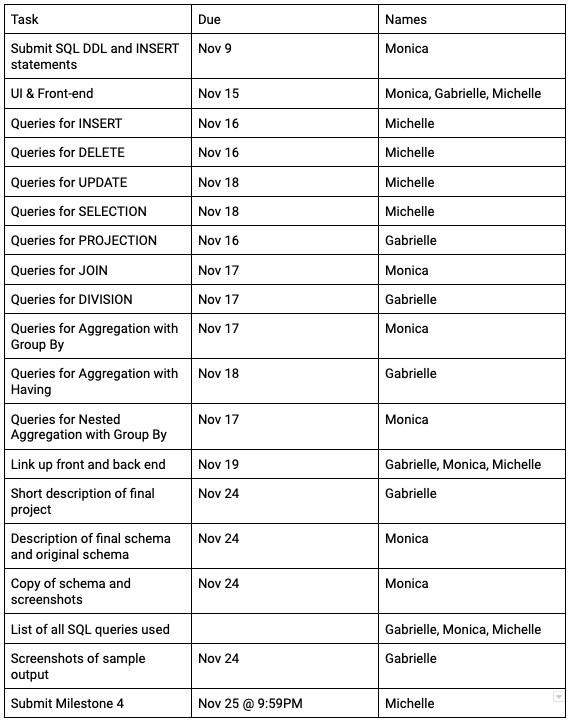 Task Due Names
Submit SQL DDL and INSERT Nov 9 Monica
statements
UI & Front-end Nov 15 Monica, Gabrielle, Michelle
Queries for INSERT Nov 16 Michelle
Queries for DELETE Nov 16 Michelle
Queries for UPDATE Nov 18 Michelle
Queries for SELECTION Nov 18 Michelle
Queries for PROJECTION Nov 16 Gabrielle
Queries for JOIN Nov 17 Monica
Queries for DIVISION Nov 17 Gabrielle
Queries for Aggregation with Nov 17 Monica
Group By
Queries for Aggregation with Nov 18 Gabrielle
Having
Queries for Nested Nov 17 Monica
Aggregation with Group By
Link up front and back end Nov 19 Gabrielle, Monica, Michelle
Short description of final Nov 24 Gabrielle
project
Description of final schema Nov 24 Monica
and original schema
Copy of schema and Nov 24 Monica
screenshots
List of all SQL queries used Gabrielle, Monica, Michelle
Screenshots of sample Nov 24 Gabrielle
output
Submit Milestone 4 Nov 25 @ 9:59PM Michelle